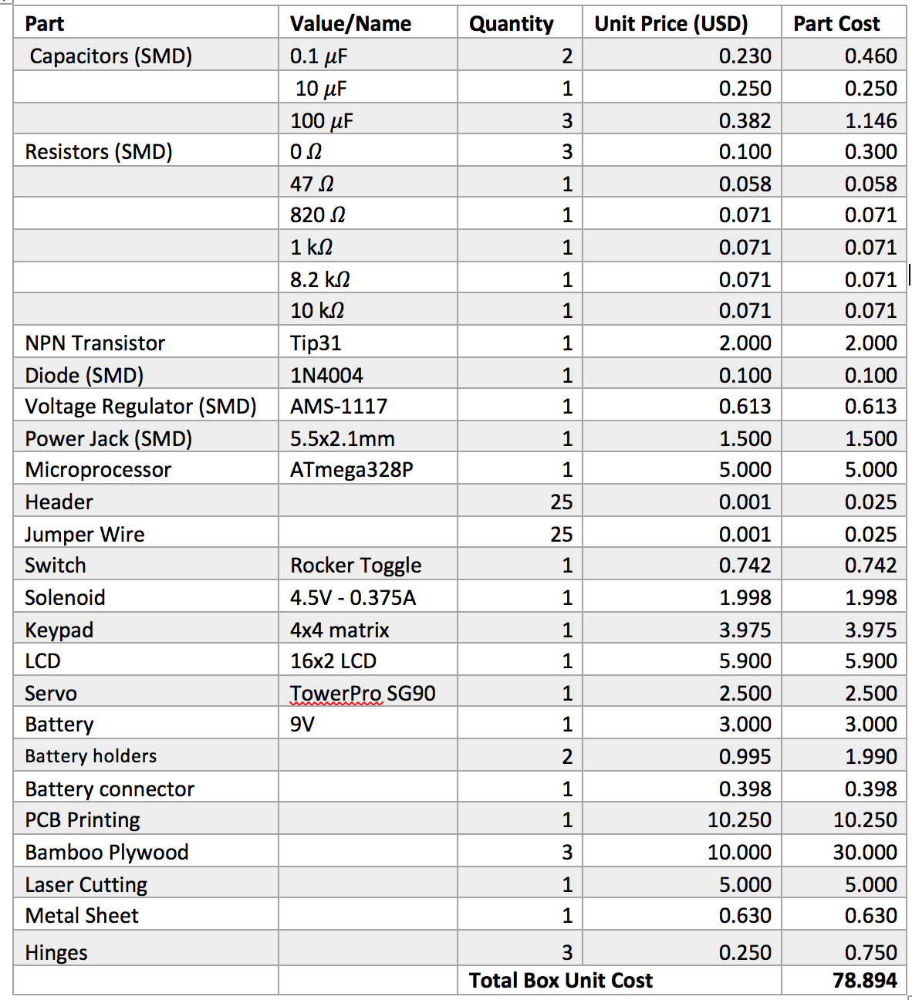 Part Value/Name Quantity Unit Price (USD) Part Cost
Capacitors (SMD) 0.1 μF 2 0.230 0.460
10 μF 1 0.250 0.250
100 μF 3 0.382 1.146
Resistors (SMD) 0 Ω 3 0.100 0.300
47 Ω 1 0.058 0.058
820 Ω 1 0.071 0.071
1 kΩ 1 0.071 0.071
8.2 kΩ 1 0.071 0.071
10 kΩ 1 0.071 0.071
NPN Transistor Tip31 1 2.000 2.000
Diode (SMD) 1N4004 1 0.100 0.100
Voltage Regulator (SMD) AMS-1117 1 0.613 0.613
Power Jack (SMD) 5.5x2.1mm 1 1.500 1.500
Microprocessor ATmega328P 1 5.000 5.000
Header 25 0.001 0.025
Jumper Wire 25 0.001 0.025
Switch Rocker Toggle 1 0.742 0.742
Solenoid 4.5V - 0.375A 1 1.998 1.998
Keypad 4x4 matrix 1 3.975 3.975
LCD 16x2 LCD 1 5.900 5.900
Servo TowerPro SG90 1 2.500 2.500
Battery 9V 1 3.000 3.000
Battery holders 2 0.995 1.990
Battery connector 1 0.398 0.398
PCB Printing 1 10.250 10.250
Bamboo Plywood 3 10.000 30.000
Laser Cutting 1 5.000 5.000
Metal Sheet 1 0.630 0.630
Hinges 3 0.250 0.750
Total Box Unit Cost 78.894